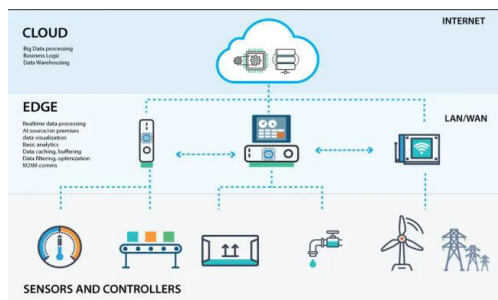 CLOUD
Big Data processing
Business Logic
Data Warehousing
INTERNET
EDGE
Realtime data processing
At source/on premises
data visualization
Basic analytics
Data caching, buffering
Data filtering, optimization
M2M comms
LAN/WAN
SENSORS AND CONTROLLERS